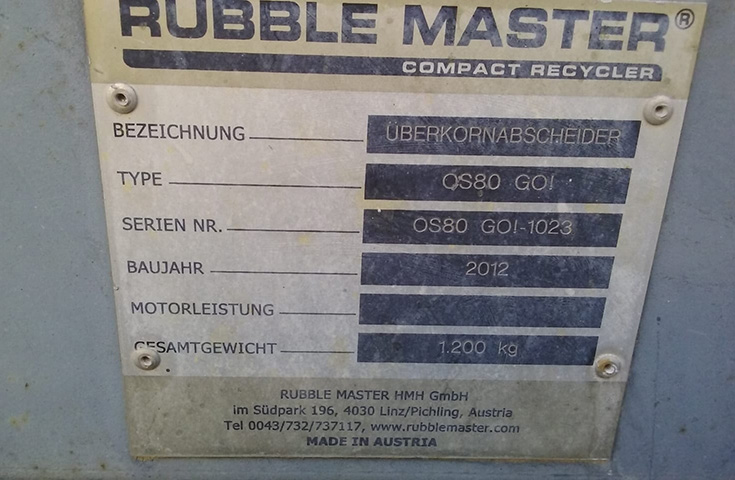 RUBBLE MASTER®
COMPACT RECYCLER
BEZEICHNUNG ÜBERKORNABSCHEIDER
TYPE OS80 GO!
SERIEN NR. OS80 GO!-1023
BAUJAHR 2012
MOTORLEISTUNG
GESAMTGEWICHT 1.200 kg
RUBBLE MASTER HMH GmbH
im Südpark 196, 4030 Linz/Pichling, Austria
Tel 0043/732/737117, www.rubblemaster.com
MADE IN AUSTRIA